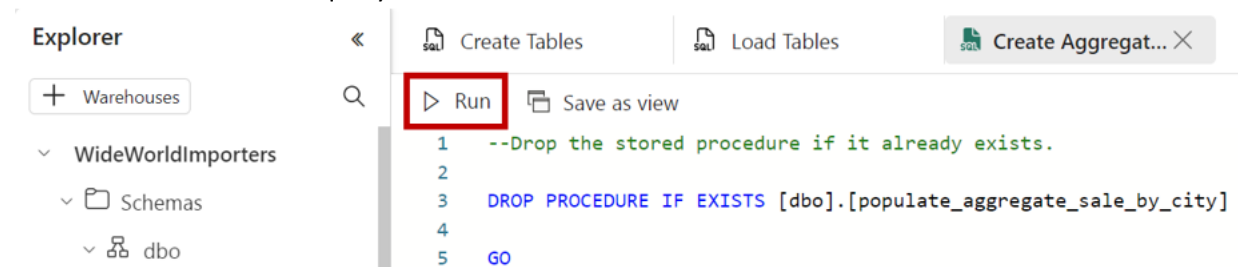 Explorer
«
+ Warehouses
WideWorldImporters
Schemas
dbo
Create Tables
Load Tables
Create Aggregat... ×
Run
Save as view
1 --Drop the stored procedure if it already exists.
2
3 DROP PROCEDURE IF EXISTS [dbo].[populate_aggregate_sale_by_city]
4
5 GO